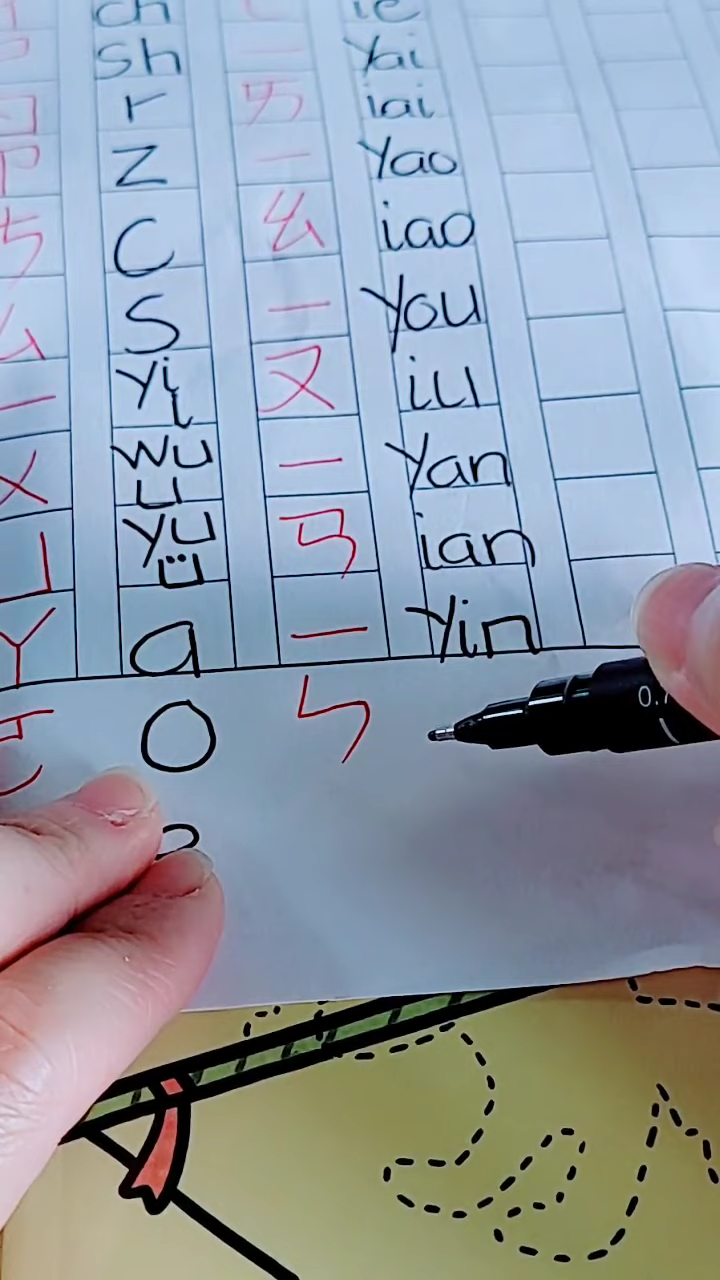 ch ie
ㄕ sh ㄧ Yai
ㄖ r ㄞ iai
ㄗ z ㄧ Yao
ㄘ c ㄠ iao
ㄙ s ㄧ You
ㄧ Yi i ㄡ iu
ㄨ wu u ㄧ Yan
ㄩ Yu ü ㄢ ian
ㄚ a ㄧ Yin
ㄛ o ㄣ